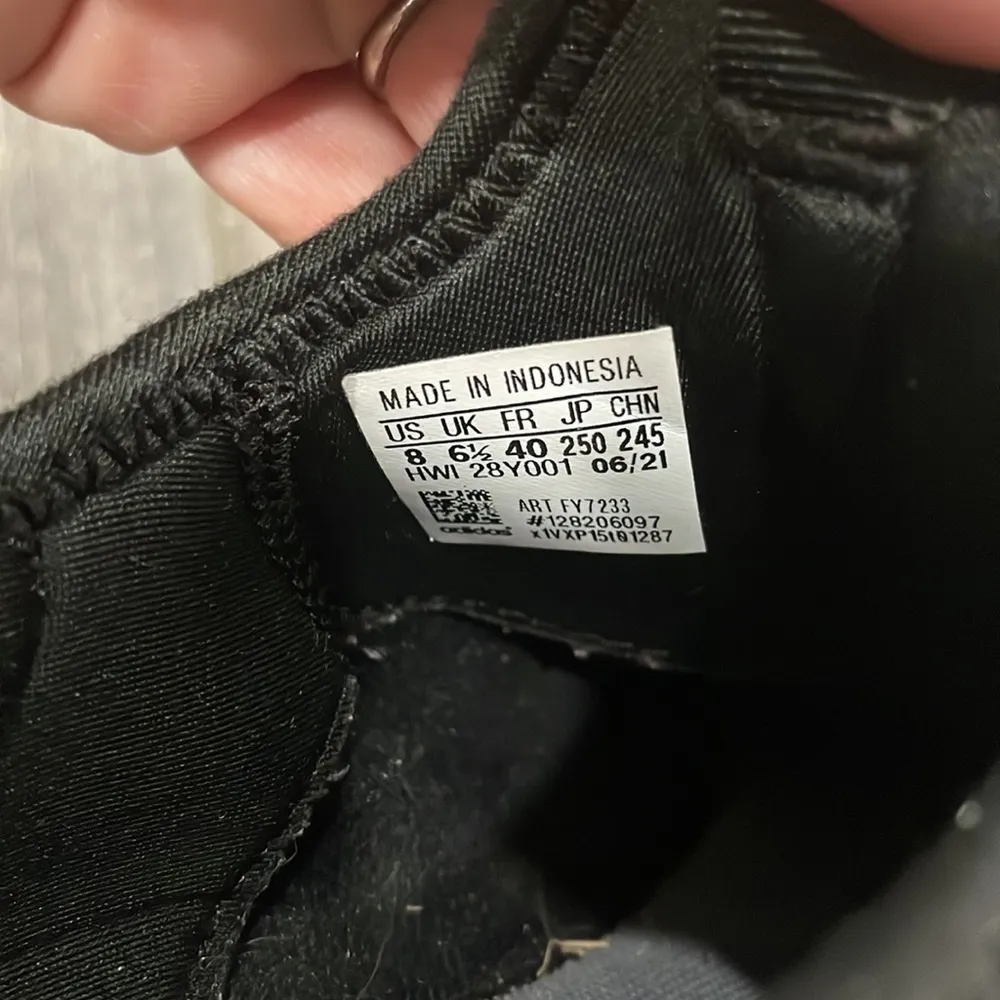 MADE IN INDONESIA
US UK FR JP CHN
8 6½ 40 250 245
HWI 28Y001 06/21
ART FY7233
#128206097
adidas x1VXP15t01287